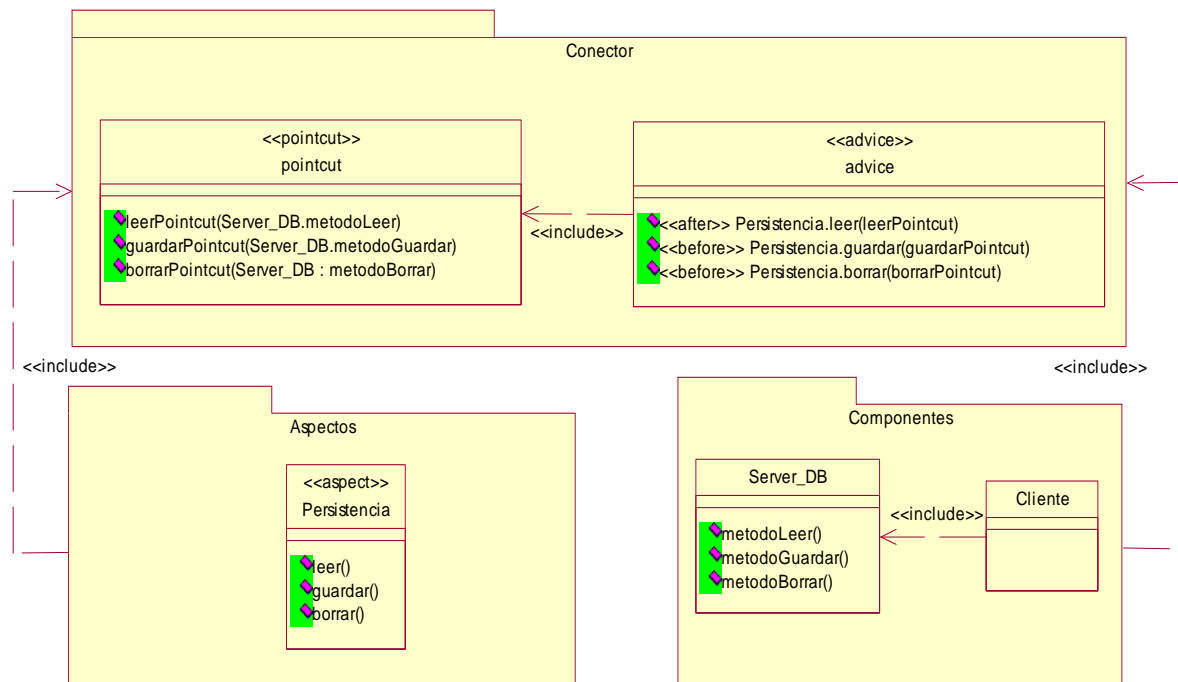 Conector
<<pointcut>>
pointcut
leerPointcut(Server_DB.metodoLeer)
guardarPointcut(Server_DB.metodoGuardar)
borrarPointcut(Server_DB : metodoBorrar)
<<include>>
<<advice>>
advice
<<after>> Persistencia.leer(leerPointcut)
<<before>> Persistencia.guardar(guardarPointcut)
<<before>> Persistencia.borrar(borrarPointcut)
<<include>>
<<include>>
Aspectos
<<aspect>>
Persistencia
leer()
guardar()
borrar()
Componentes
Server_DB
metodoLeer()
metodoGuardar()
metodoBorrar()
<<include>>
Cliente